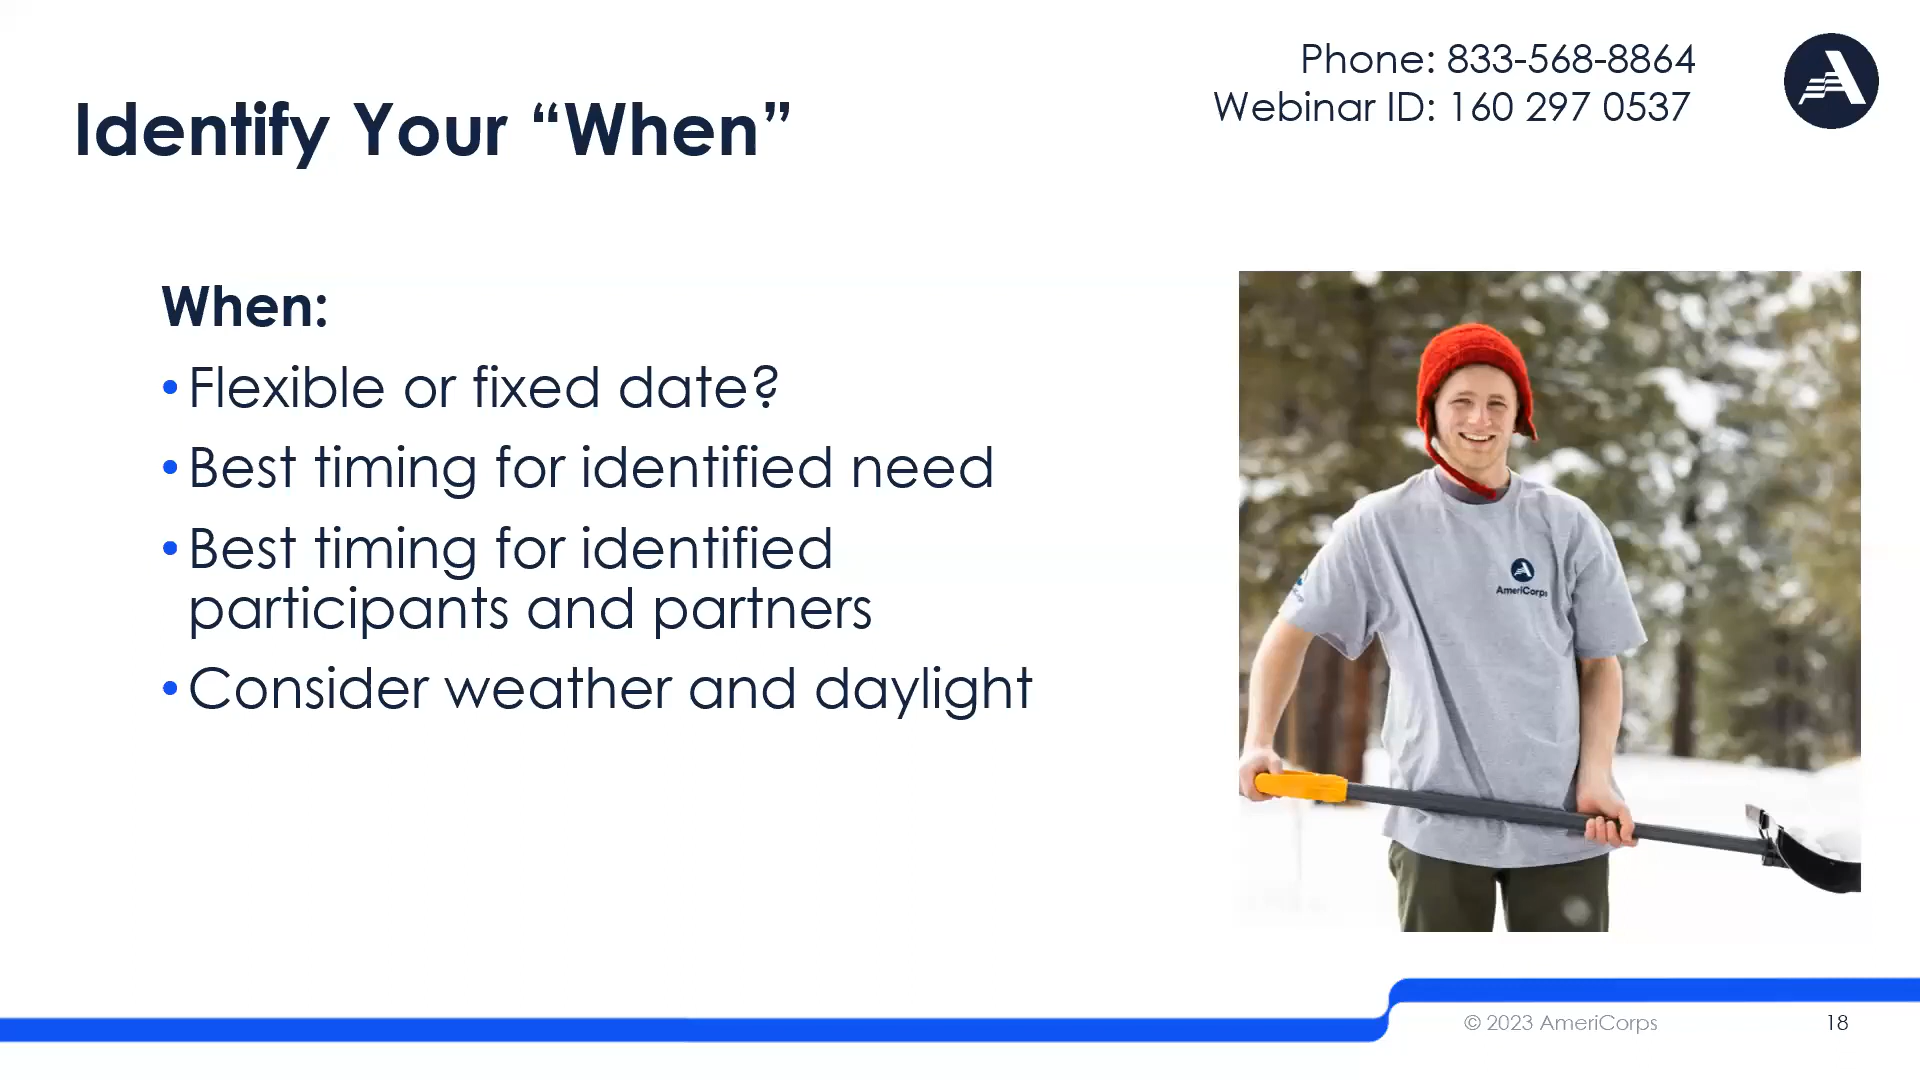 Phone: 833-568-8864
Webinar ID: 160 297 0537
Identify Your “When”
When:
•Flexible or fixed date?
•Best timing for identified need
•Best timing for identified
participants and partners
•Consider weather and daylight
AmeriCorps
© 2023 AmeriCorps
18